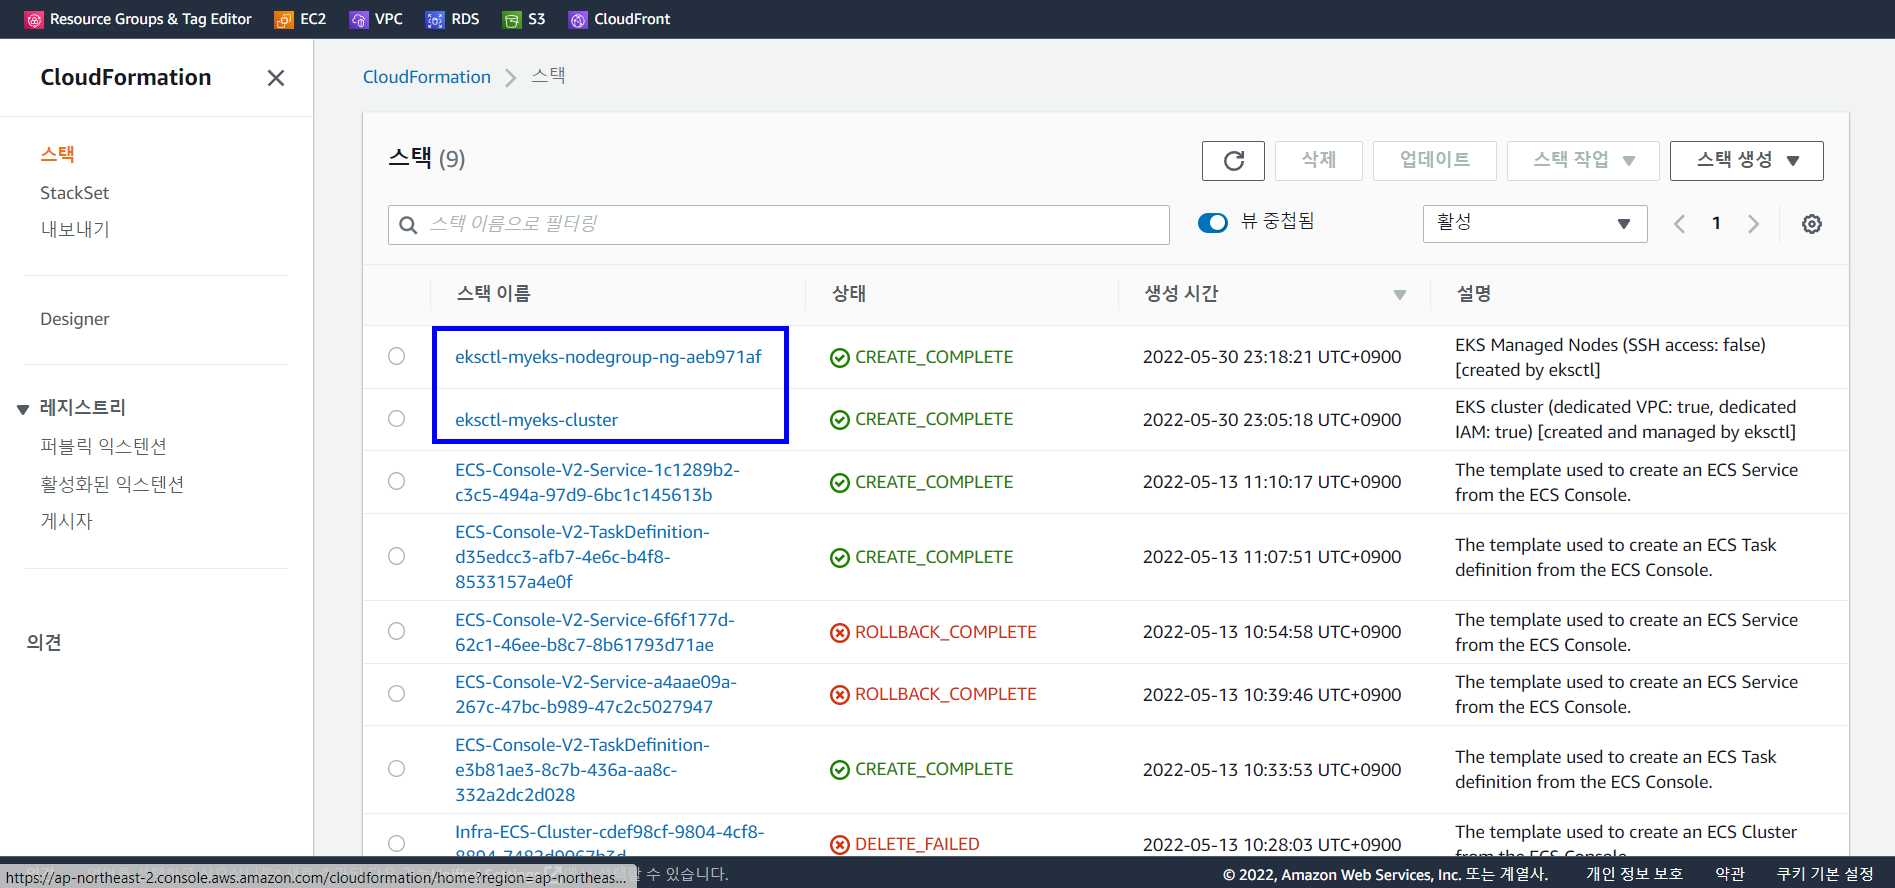 Resource Groups & Tag Editor EC2 VPC RDS S3 CloudFront
CloudFormation
스택
StackSet
내보내기
Designer
레지스트리
퍼블릭 익스텐션
활성화된 익스텐션
게시자
의견
CloudFormation 스택
스택 (9)
삭제 업데이트 스택 작업 스택 생성
스택 이름으로 필터링 뷰 중첩됨 활성 1
스택 이름 상태 생성 시간 설명
eksctl-myeks-nodegroup-ng-aeb971af CREATE_COMPLETE 2022-05-30 23:18:21 UTC+0900 EKS Managed Nodes (SSH access: false)
[created by eksctl]
eksctl-myeks-cluster CREATE_COMPLETE 2022-05-30 23:05:18 UTC+0900 EKS cluster (dedicated VPC: true, dedicated
IAM: true) [created and managed by eksctl]
ECS-Console-V2-Service-1c1289b2-
c3c5-494a-97d9-6bc1c145613b CREATE_COMPLETE 2022-05-13 11:10:17 UTC+0900 The template used to create an ECS Service
from the ECS Console.
ECS-Console-V2-TaskDefinition-
d35edcc3-afb7-4e6c-b4f8-
8533157a4e0f CREATE_COMPLETE 2022-05-13 11:07:51 UTC+0900 The template used to create an ECS Task
definition from the ECS Console.
ECS-Console-V2-Service-6f6f177d-
62c1-46ee-b8c7-8b61793d71ae ROLLBACK_COMPLETE 2022-05-13 10:54:58 UTC+0900 The template used to create an ECS Service
from the ECS Console.
ECS-Console-V2-Service-a4aae09a-
267c-47bc-b989-47c2c5027947 ROLLBACK_COMPLETE 2022-05-13 10:39:46 UTC+0900 The template used to create an ECS Service
from the ECS Console.
ECS-Console-V2-TaskDefinition-
e3b81ae3-8c7b-436a-aa8c-
332a2dc2d028 CREATE_COMPLETE 2022-05-13 10:33:53 UTC+0900 The template used to create an ECS Task
definition from the ECS Console.
Infra-ECS-Cluster-cdef98cf-9804-4cf8- DELETE_FAILED 2022-05-13 10:28:03 UTC+0900 The template used to create an ECS Cluster
from the ECS Console.
https://ap-northeast-2.console.aws.amazon.com/cloudformation/home?region=ap-northeas... 수 있습니다. © 2022, Amazon Web Services, Inc. 또는 계열사. 개인 정보 보호 약관 쿠키 기본 설정